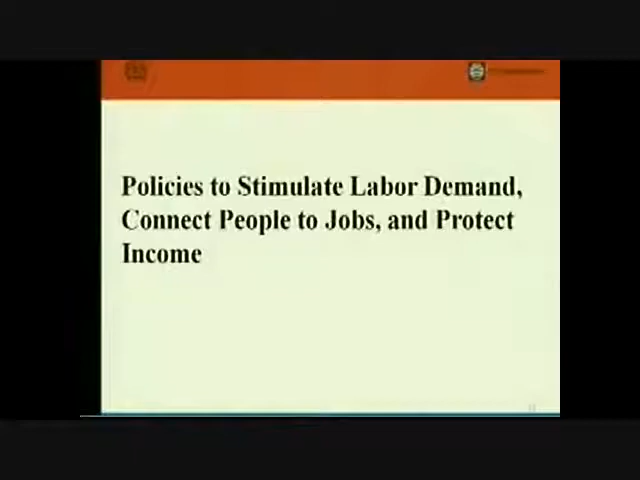 Policies to Stimulate Labor Demand,
Connect People to Jobs, and Protect
Income